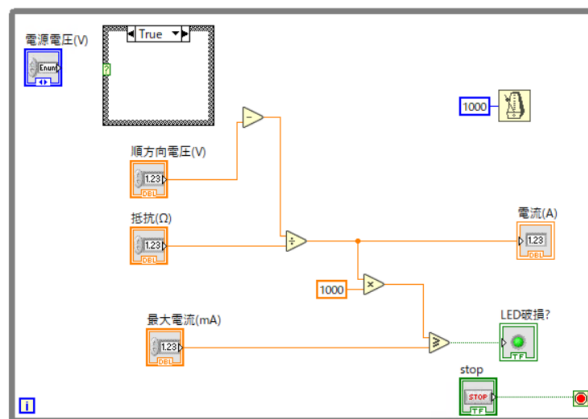 電源電圧(V)
Enum
True
?
1000
順方向電圧(V)
1.23
DBL
抵抗(Ω)
1.23
DBL
電流(A)
1.23
DBL
1000
最大電流(mA)
1.23
DBL
LED破損?
TF
stop
STOP
TF
i